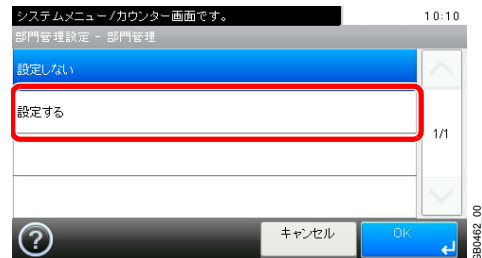 システムメニュー/カウンター画面です。 10:10
部門管理設定 - 部門管理
設定しない
設定する
1/1
キャンセル OK
GB0462_00